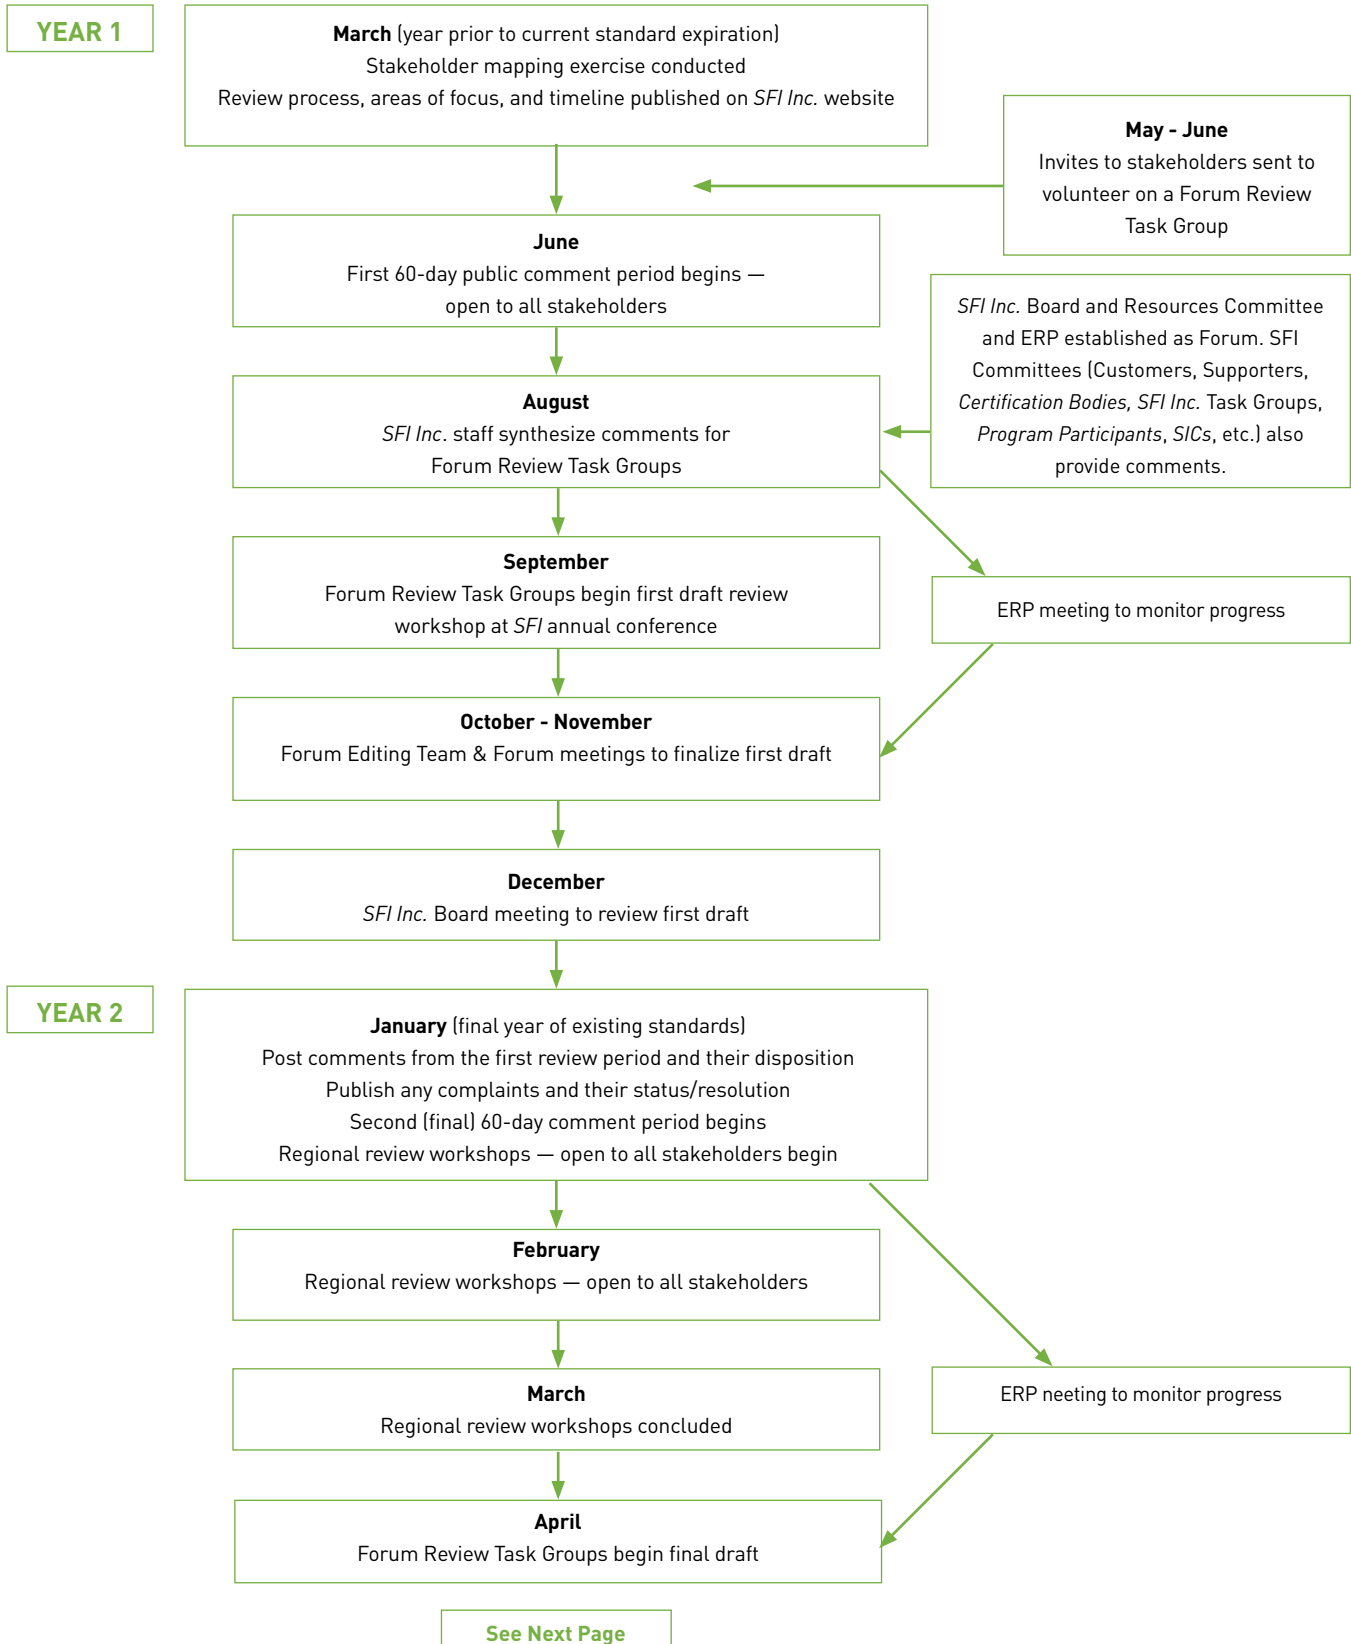 YEAR 1
March (year prior to current standard expiration)
Stakeholder mapping exercise conducted
Review process, areas of focus, and timeline published on SFI Inc. website
May - June
Invites to stakeholders sent to
volunteer on a Forum Review
Task Group
June
First 60-day public comment period begins —
open to all stakeholders
SFI Inc. Board and Resources Committee
and ERP established as Forum. SFI
Committees (Customers, Supporters,
Certification Bodies, SFI Inc. Task Groups,
Program Participants, SICs, etc.) also
provide comments.
August
SFI Inc. staff synthesize comments for
Forum Review Task Groups
September
Forum Review Task Groups begin first draft review
workshop at SFI annual conference
ERP meeting to monitor progress
October - November
Forum Editing Team & Forum meetings to finalize first draft
December
SFI Inc. Board meeting to review first draft
YEAR 2
January (final year of existing standards)
Post comments from the first review period and their disposition
Publish any complaints and their status/resolution
Second (final) 60-day comment period begins
Regional review workshops — open to all stakeholders begin
February
Regional review workshops — open to all stakeholders
March
Regional review workshops concluded
ERP neeting to monitor progress
April
Forum Review Task Groups begin final draft
See Next Page